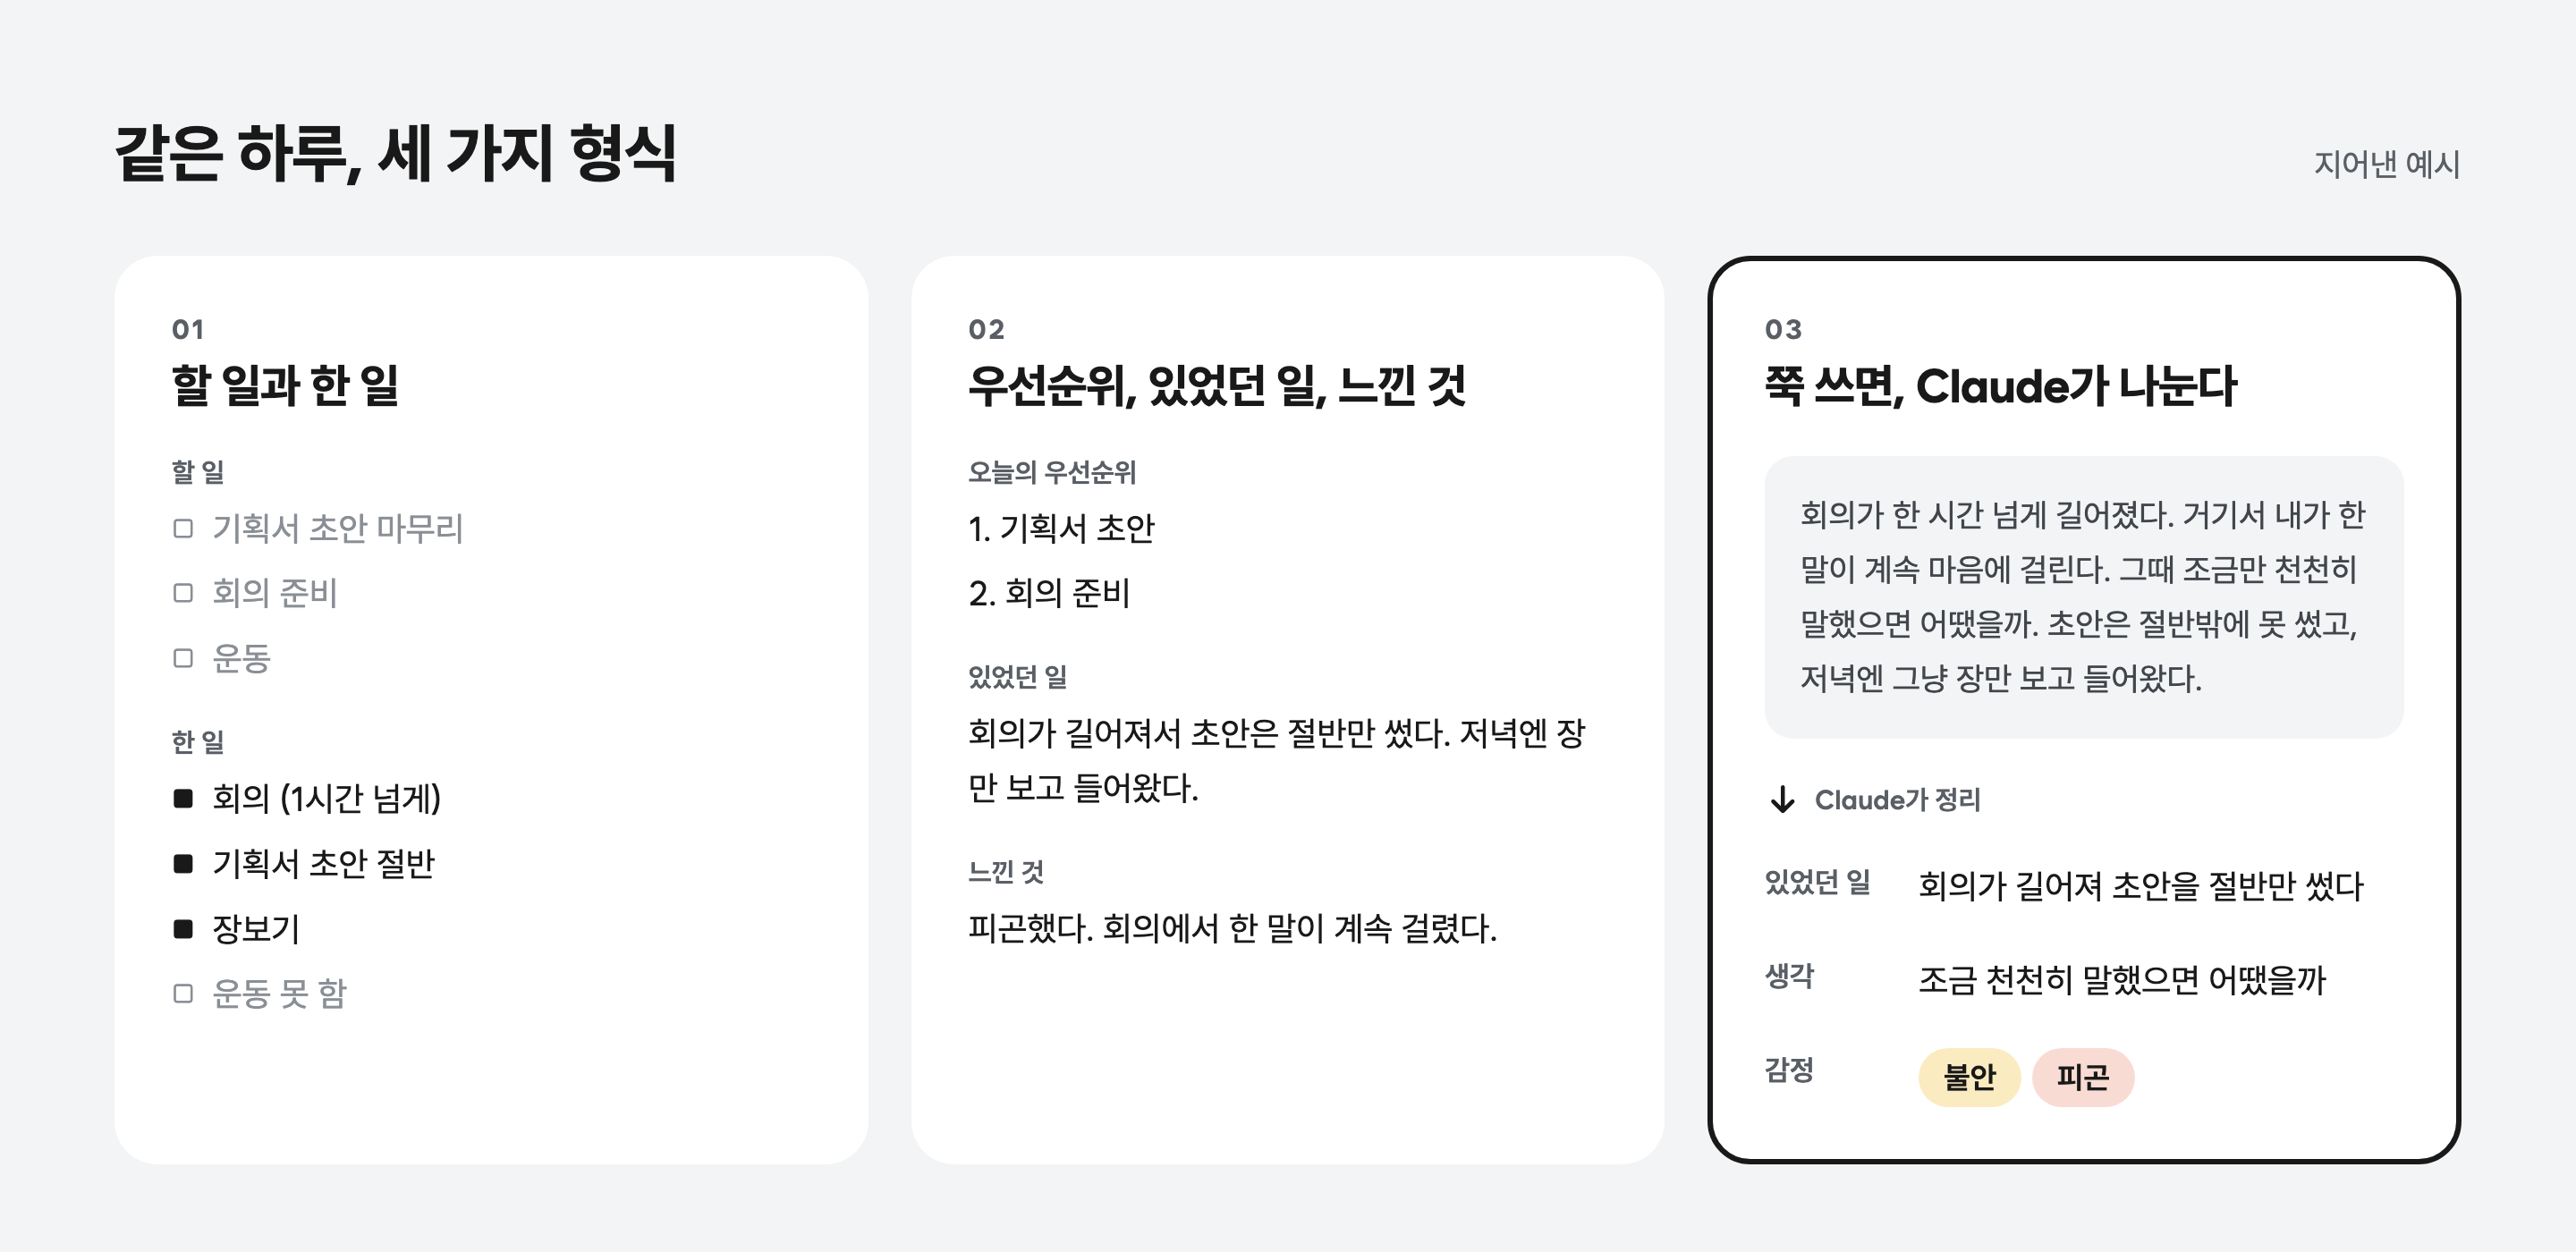 같은 하루, 세 가지 형식
지어낸 예시
01
할 일과 한 일
할 일
기획서 초안 마무리
회의 준비
운동
한 일
회의 (1시간 넘게)
기획서 초안 절반
장보기
운동 못 함
02
우선순위, 있었던 일, 느낀 것
오늘의 우선순위
1. 기획서 초안
2. 회의 준비
있었던 일
회의가 길어져서 초안은 절반만 썼다. 저녁엔 장
만 보고 들어왔다.
느낀 것
피곤했다. 회의에서 한 말이 계속 걸렸다.
03
쭉 쓰면, Claude가 나눈다
회의가 한 시간 넘게 길어졌다. 거기서 내가 한
말이 계속 마음에 걸린다. 그때 조금만 천천히
말했으면 어땠을까. 초안은 절반밖에 못 썼고,
저녁엔 그냥 장만 보고 들어왔다.
↓ Claude가 정리
있었던 일 회의가 길어져 초안을 절반만 썼다
생각 조금 천천히 말했으면 어땠을까
감정 불안 피곤